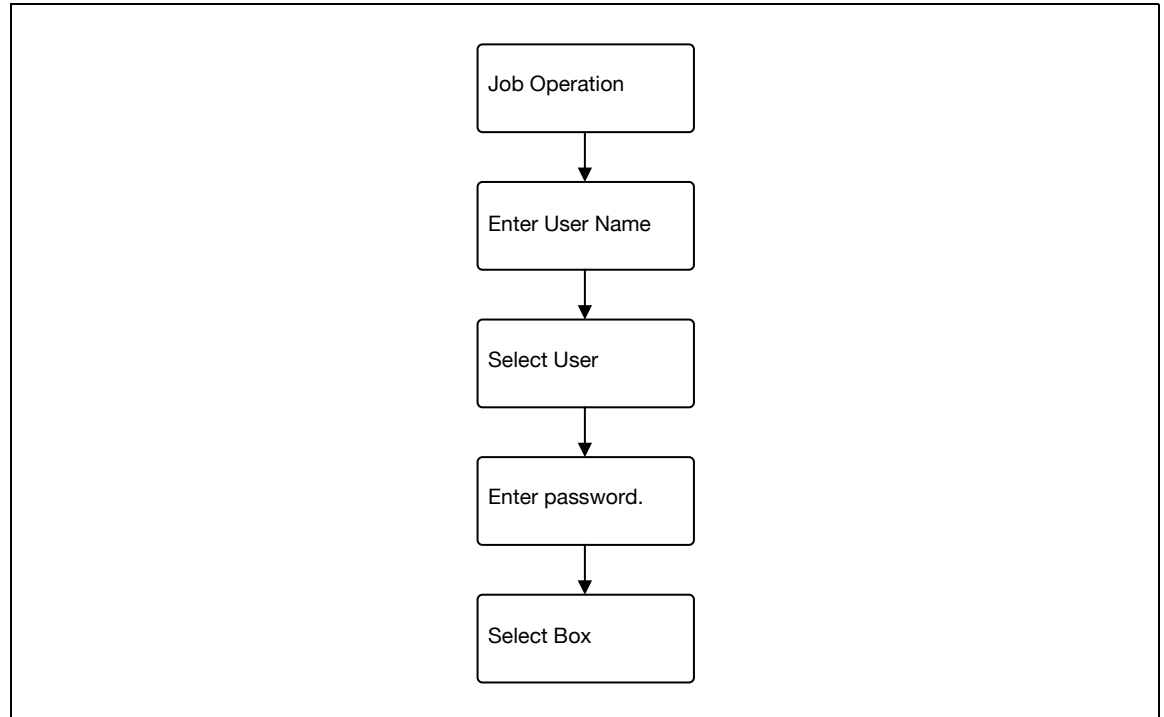 Job Operation
Enter User Name
Select User
Enter password.
Select Box